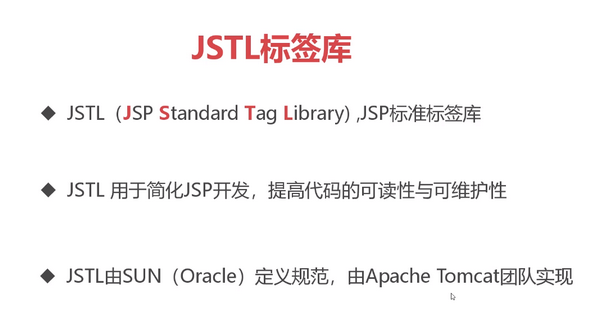 JSTL标签库
◆ JSTL（JSP Standard Tag Library) ,JSP标准标签库
◆ JSTL 用于简化JSP开发，提高代码的可读性与可维护性
◆ JSTL由SUN（Oracle）定义规范，由Apache Tomcat团队实现